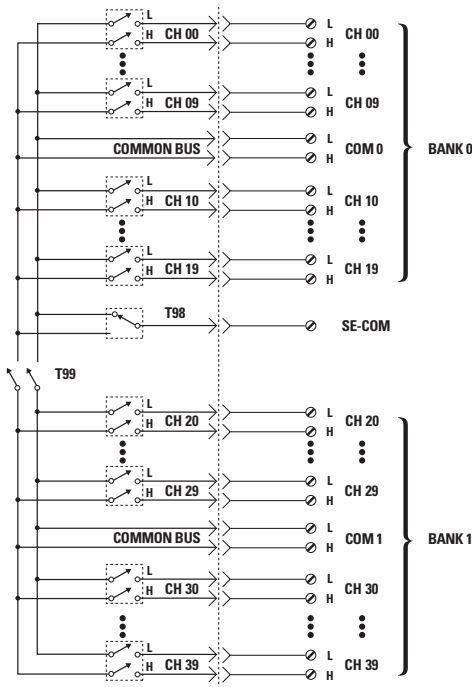 L L
H CH 00 H CH 00
L L
H CH 09 H CH 09
L
COMMON BUS H COM 0 BANK 0
L L
H CH 10 H CH 10
L L
H CH 19 H CH 19
T98 SE-COM
T99
L L
H CH 20 H CH 20
L L
H CH 29 H CH 29
L
COMMON BUS H COM 1 BANK 1
L L
H CH 30 H CH 30
L L
H CH 39 H CH 39